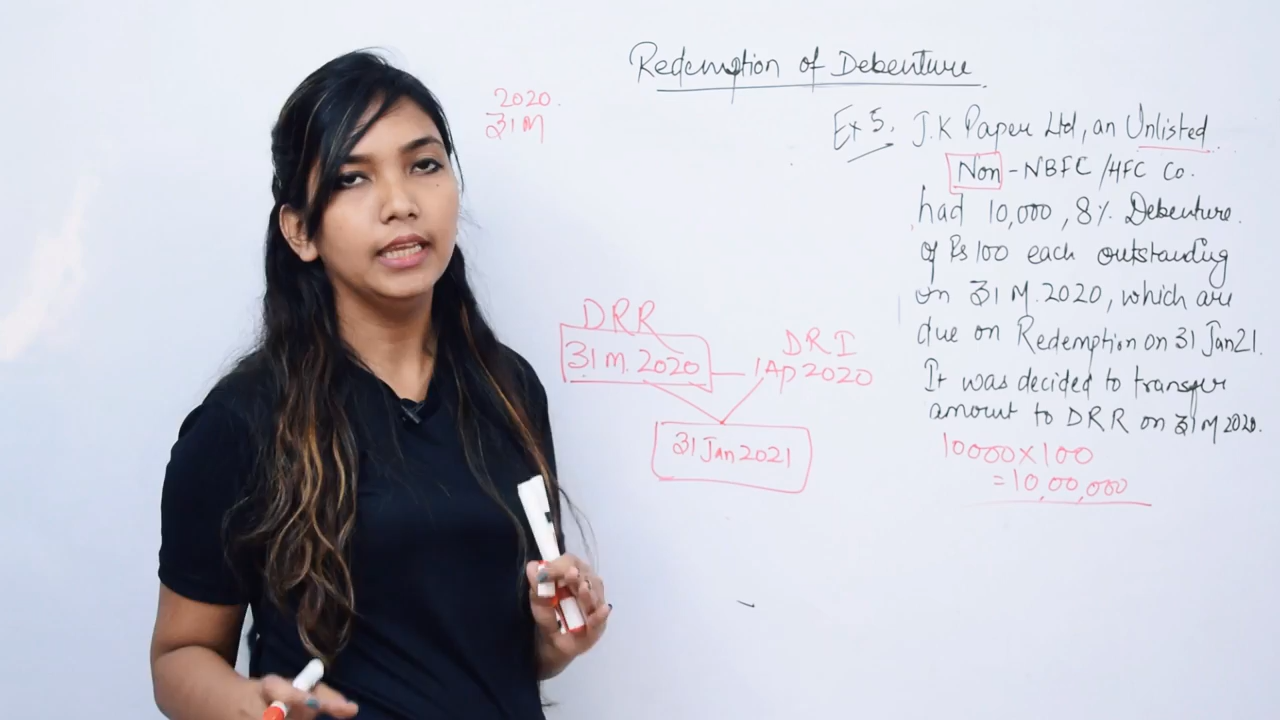 Redemption of Debenture
2020.
31 M
Ex 5. J.K Paper Ltd, an Unlisted
Non - NBFC /HFC Co.
had 10,000, 8% Debenture.
of Rs 100 each outstanding
on 31 M. 2020, which are
due on Redemption on 31 Jan 21.
It was decided to transfer
amount to DRR on 31 M 2020.
10000 x 100
= 10,00,000
DRR
31 M. 2020
DRI
1 Ap 2020
31 Jan 2021